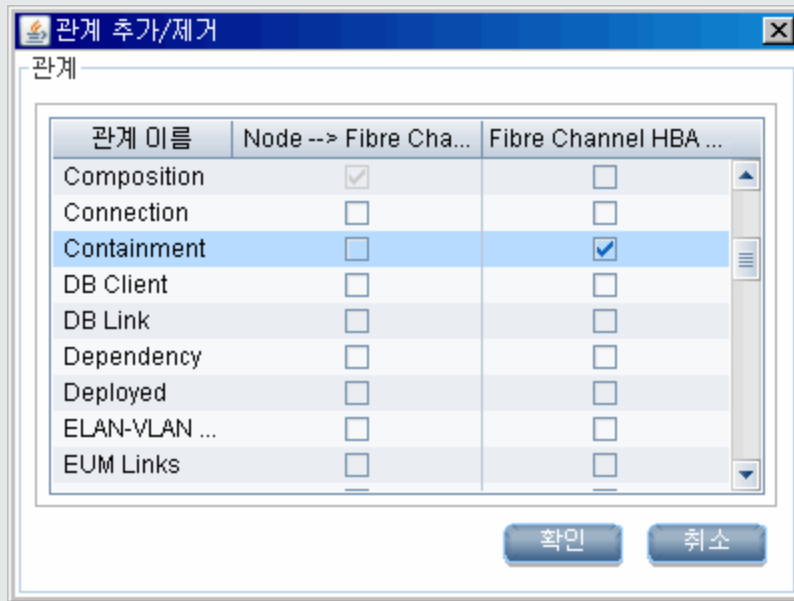 관계 추가/제거
관계
관계 이름 Node --> Fibre Cha... Fibre Channel HBA ...
Composition
Connection
Containment
DB Client
DB Link
Dependency
Deployed
ELAN-VLAN ...
EUM Links
확인 취소